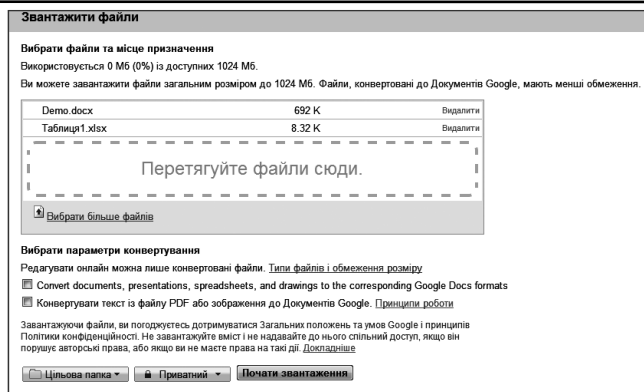 Звантажити файли
Вибрати файли та місце призначення
Використовується 0 Мб (0%) із доступних 1024 Мб.
Ви можете завантажити файли загальним розміром до 1024 Мб. Файли, конвертовані до Документів Google, мають менші обмеження.
Demo.docx 692 K Видалити
Таблиця1.xlsx 8.32 K Видалити
Перетягуйте файли сюди.
Вибрати більше файлів
Вибрати параметри конвертування
Редагувати онлайн можна лише конвертовані файли. Типи файлів і обмеження розміру
Convert documents, presentations, spreadsheets, and drawings to the corresponding Google Docs formats
Конвертувати текст із файлу PDF або зображення до Документів Google. Принципи роботи
Завантажуючи файли, ви погоджуєтесь дотримуватися Загальних положень та умов Google і принципів
Політики конфіденційності. Не завантажуйте вміст і не надавайте до нього спільний доступ, якщо він
порушує авторські права, або якщо ви не маєте права на такі дії. Докладніше
Цільова папка Приватний Почати звантаження